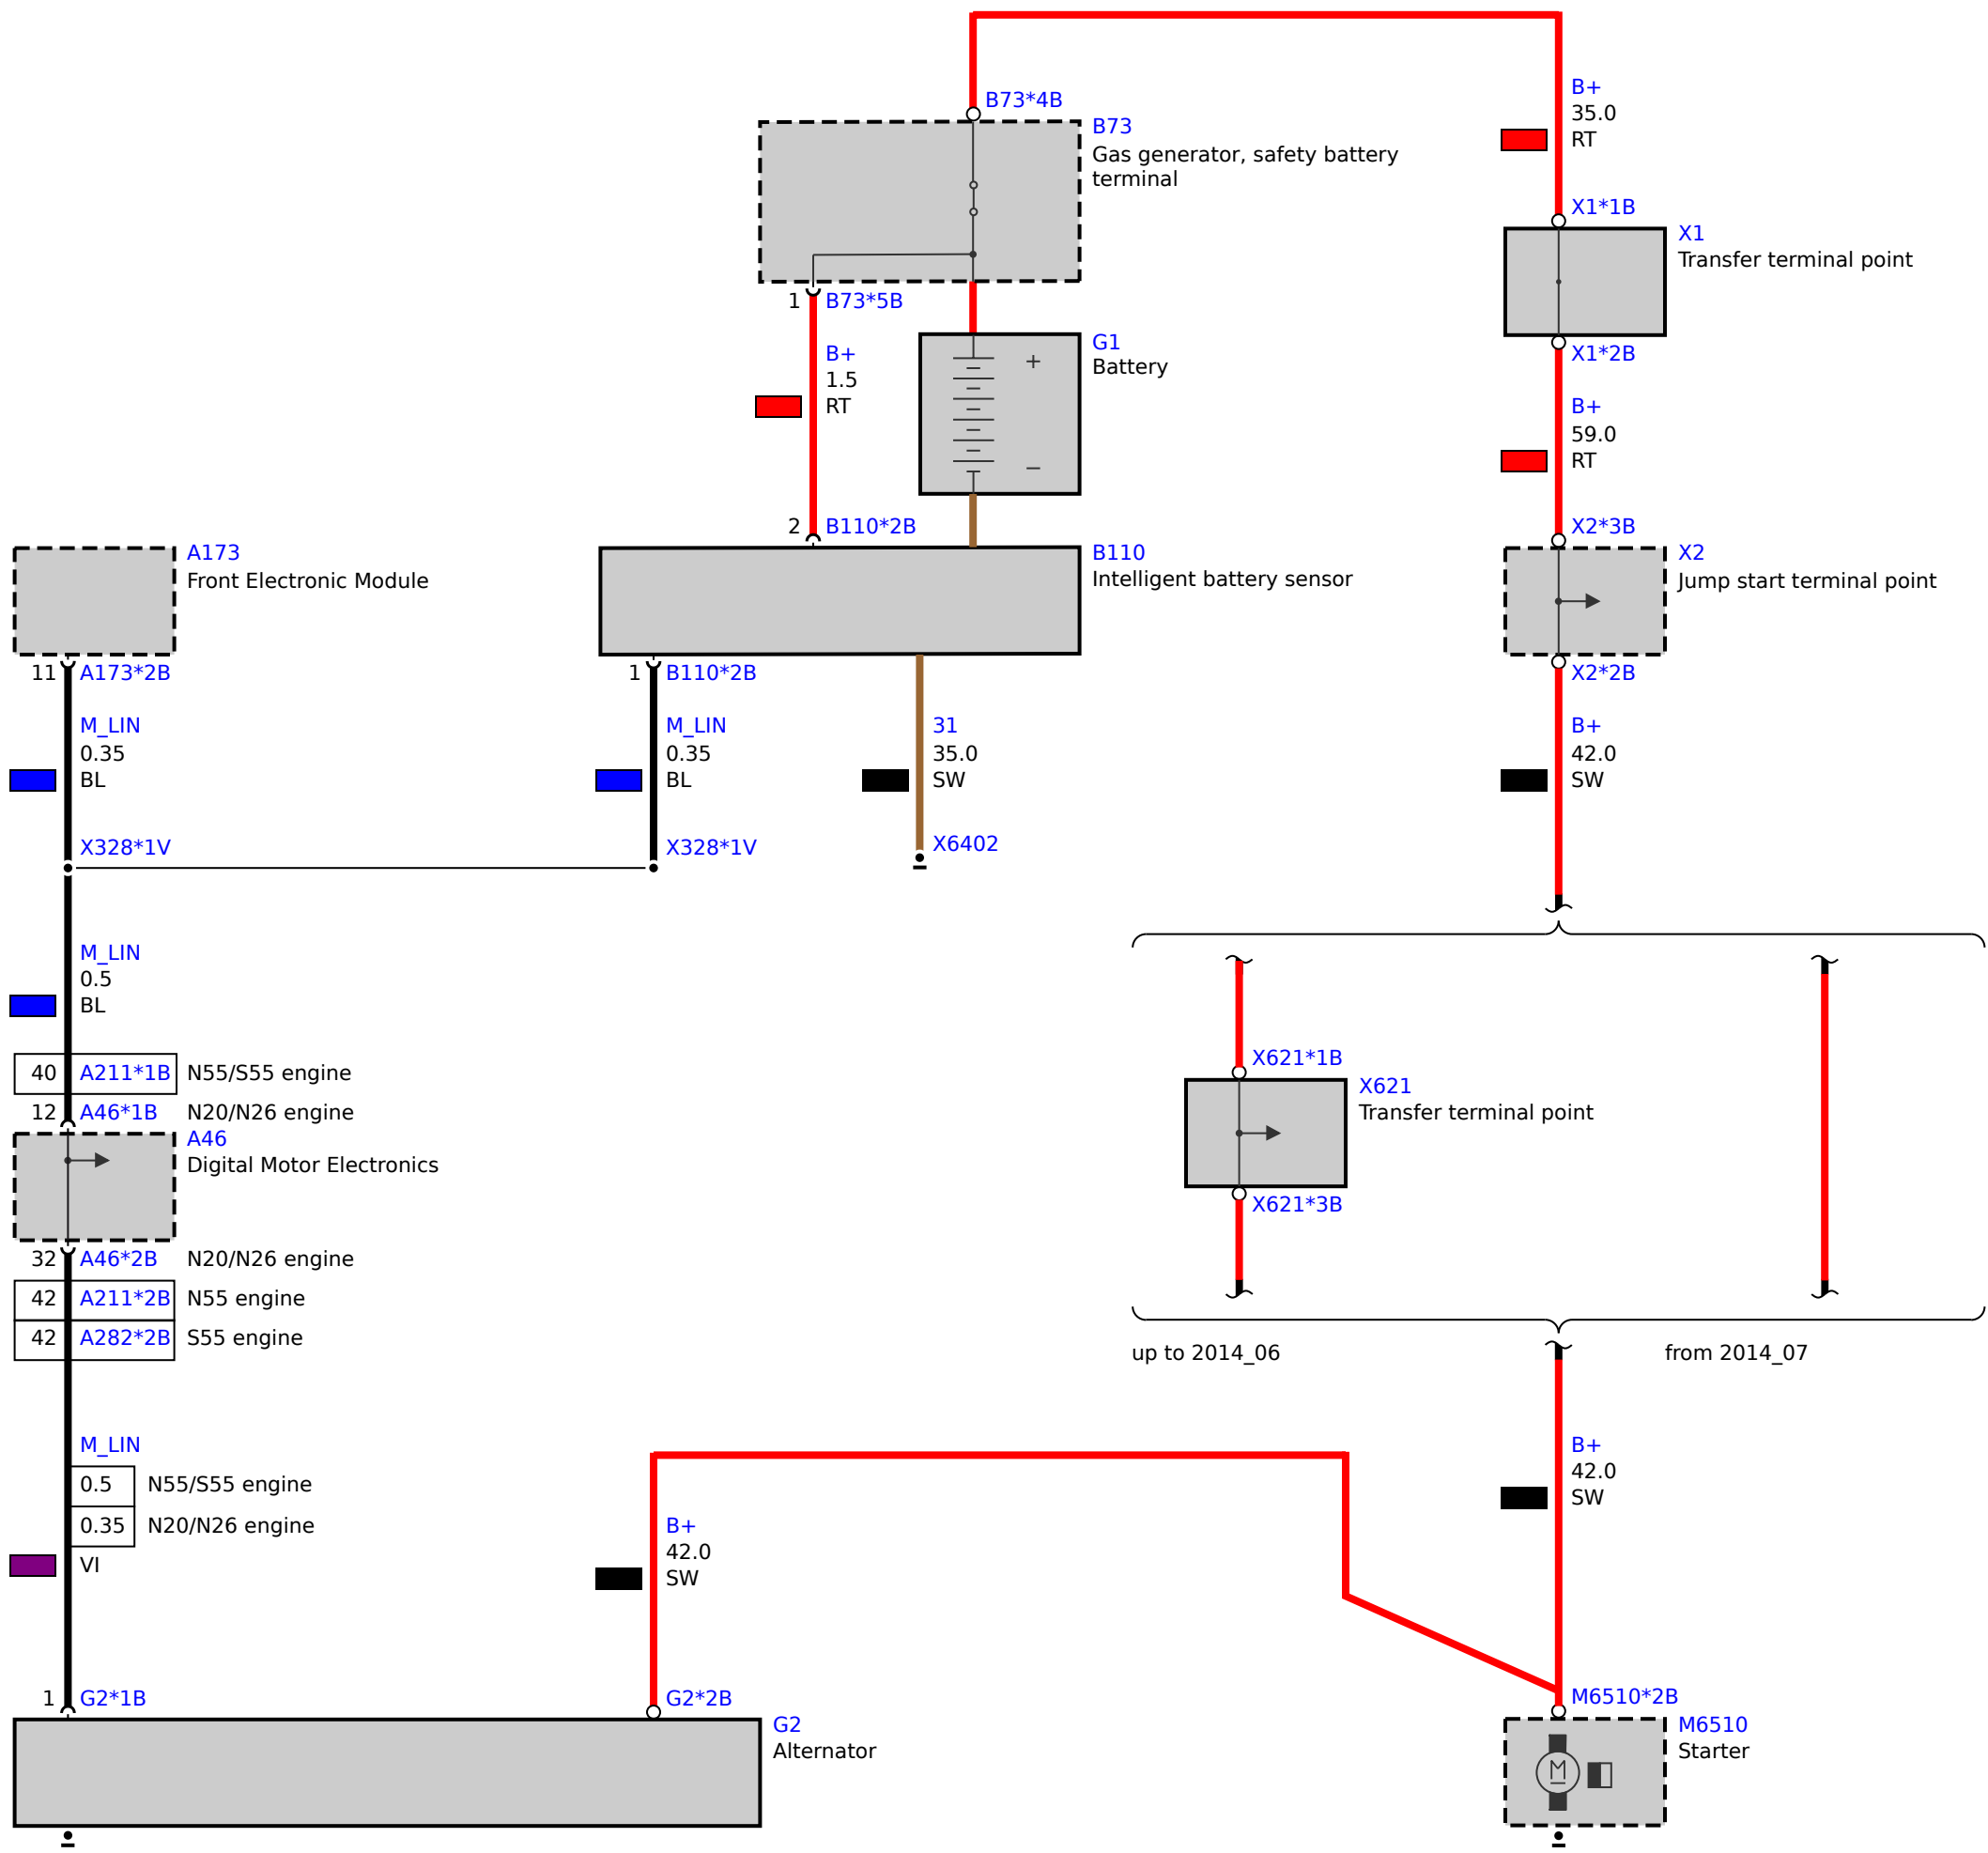 B73*4B
B73
Gas generator, safety battery
terminal
B+
35.0
RT
X1*1B
X1
Transfer terminal point
1 B73*5B
B+
1.5
RT
G1
Battery
+
−
X1*2B
B+
59.0
RT
2 B110*2B
B110
Intelligent battery sensor
X2*3B
X2
Jump start terminal point
A173
Front Electronic Module
11 A173*2B
M_LIN
0.35
BL
X328*1V
1 B110*2B
M_LIN
0.35
BL
X328*1V
31
35.0
SW
X6402
X2*2B
B+
42.0
SW
M_LIN
0.5
BL
40 A211*1B N55/S55 engine
12 A46*1B N20/N26 engine
A46
Digital Motor Electronics
32 A46*2B N20/N26 engine
42 A211*2B N55 engine
42 A282*2B S55 engine
X621*1B
X621
Transfer terminal point
X621*3B
up to 2014_06
from 2014_07
M_LIN
0.5 N55/S55 engine
0.35 N20/N26 engine
VI
B+
42.0
SW
B+
42.0
SW
1 G2*1B
G2*2B
G2
Alternator
M6510*2B
M6510
Starter
M